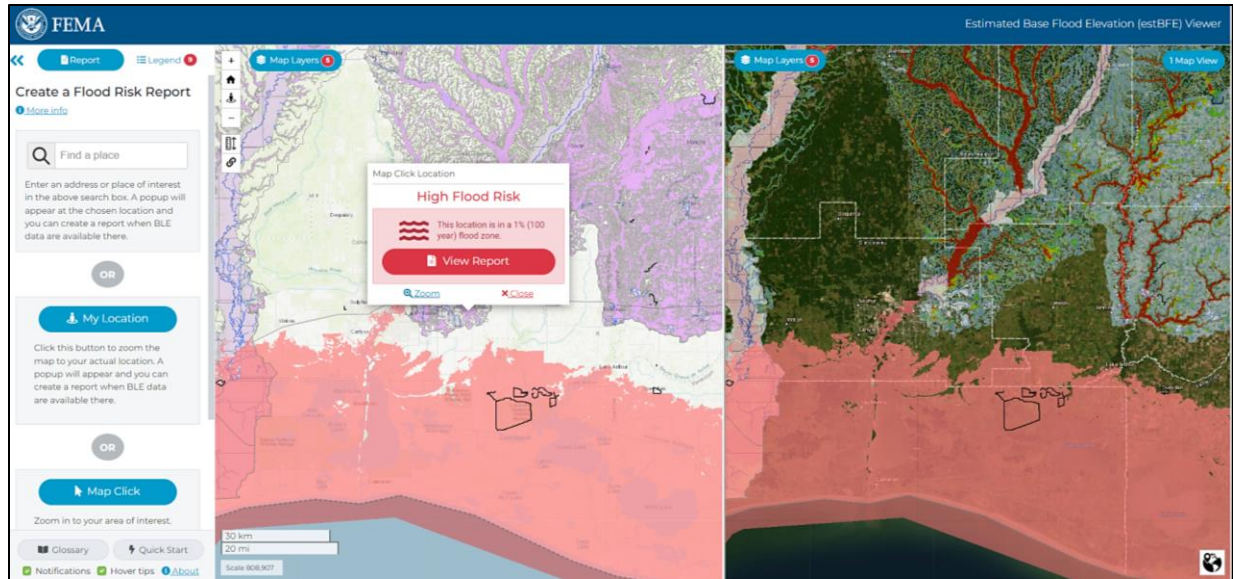 FEMA
Estimated Base Flood Elevation (estBFE) Viewer
Report
Legend 9
Create a Flood Risk Report
More info
Find a place
Enter an address or place of interest
in the above search box. A popup will
appear at the chosen location and
you can create a report when BLE
data are available there.
OR
My Location
Click this button to zoom the
map to your actual location. A
popup will appear and you can
create a report when BLE data
are available there.
OR
Map Click
Zoom in to your area of interest.
Glossary
Quick Start
Notifications
Hover tips
About
+
−
Map Layers 5
Map Click Location
High Flood Risk
This location is in a 1% (100
year) flood zone.
View Report
Zoom
Close
30 km
20 mi
Scale 808,907
Map Layers 5
1 Map View